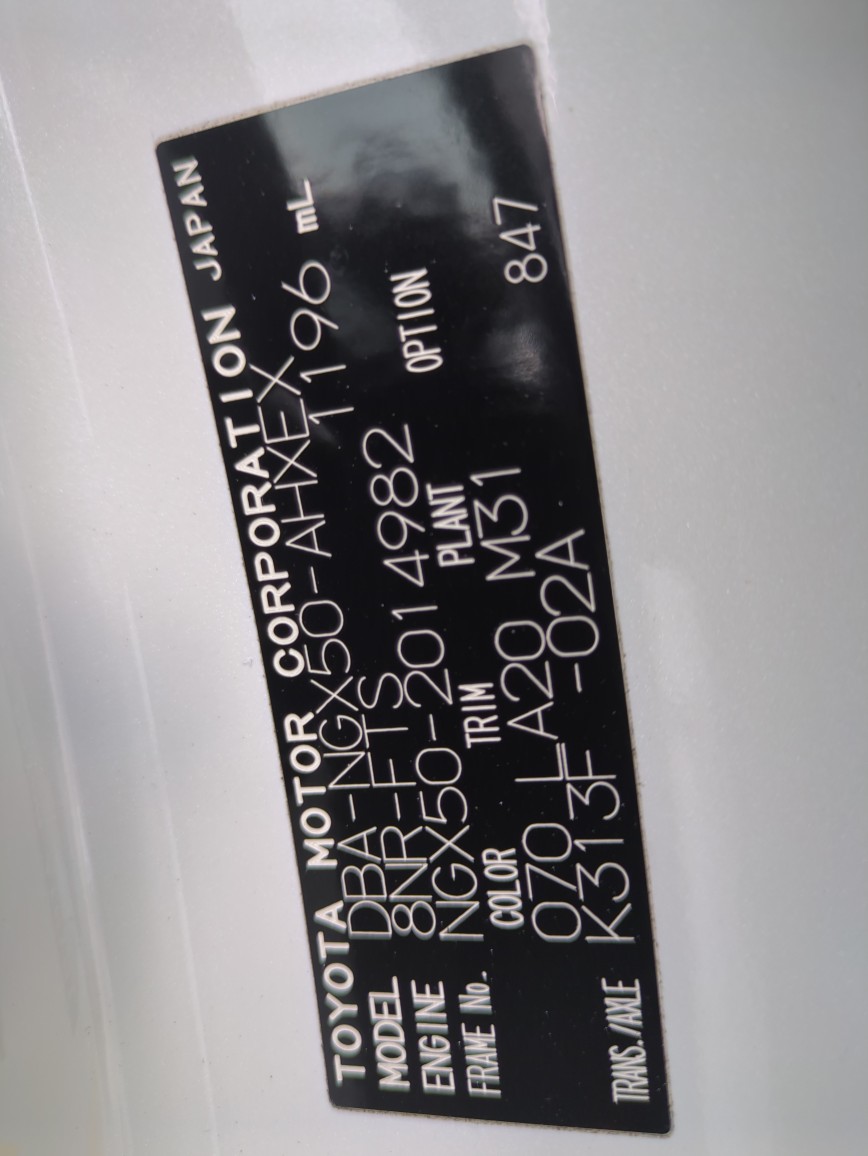 TOYOTA MOTOR CORPORATION JAPAN
MODEL DBA-NGX50-AHXEX
ENGINE 8NR-FTS 1196 mL
FRAME No. NGX50-2014982
COLOR TRIM PLANT OPTION
070 LA20 M31 847
TRANS./AXLE K313F -02A